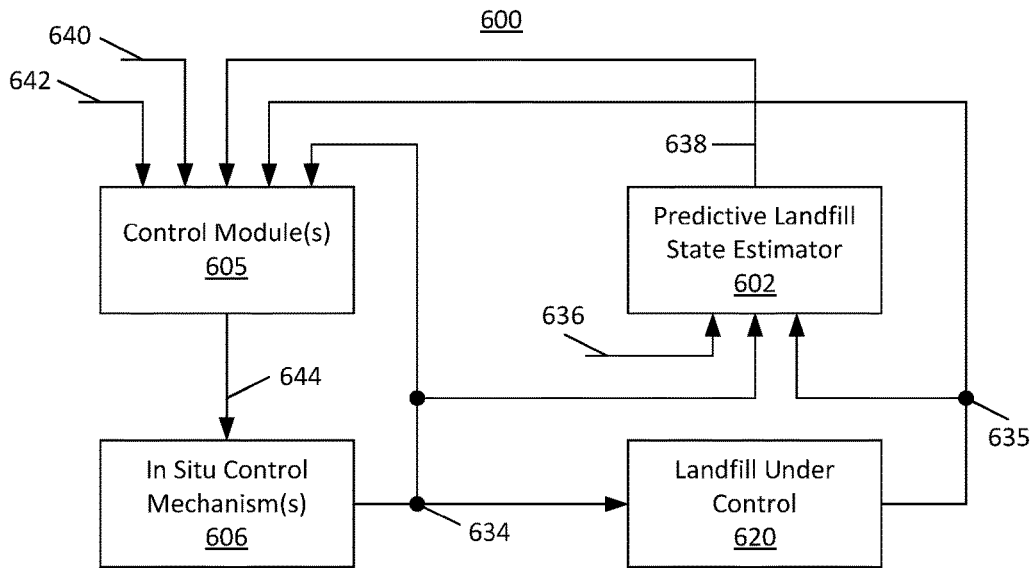 600
640
642
638
Control Module(s)
605
Predictive Landfill
State Estimator
602
636
644
635
In Situ Control
Mechanism(s)
606
634
Landfill Under
Control
620